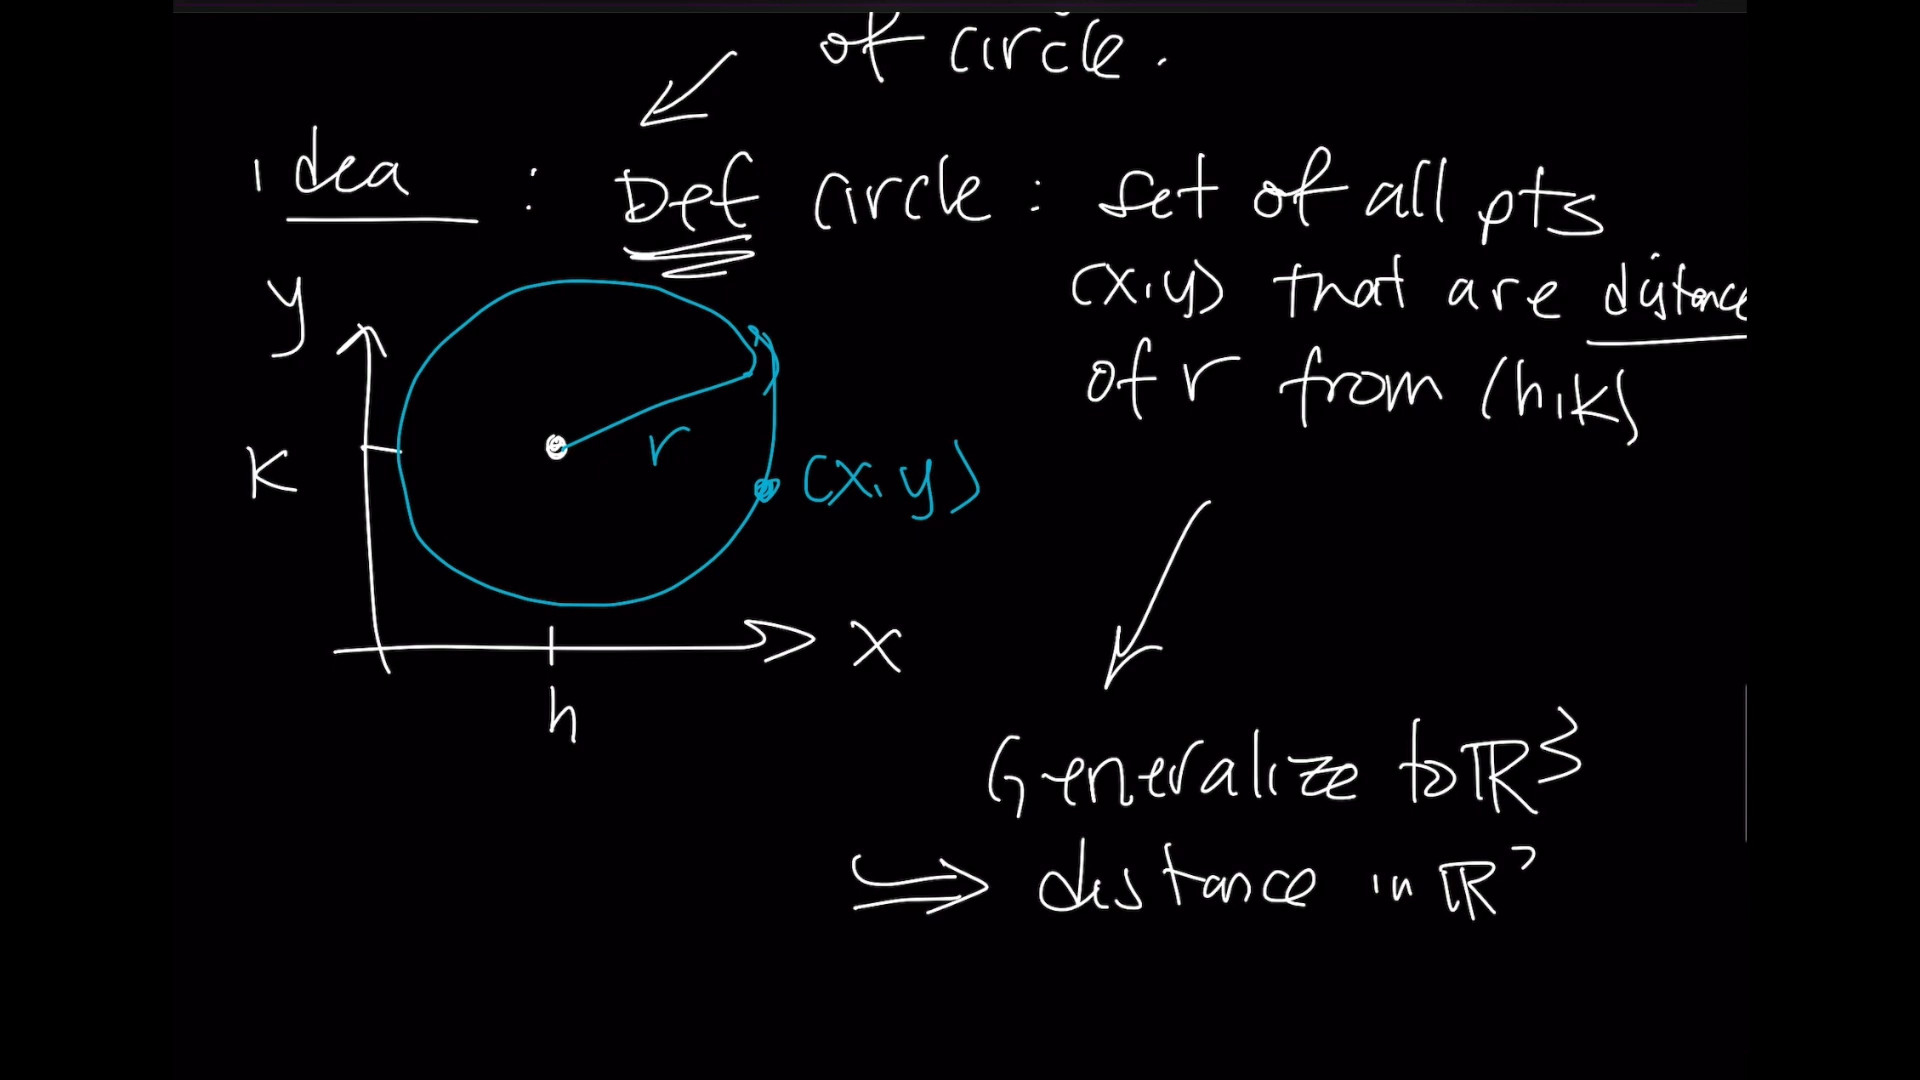 of circle.
idea : Def circle : set of all pts
(x,y) that are distance
of r from (h,k)
y
r
k
(x,y)
x
h
Generalize to ℝ³
⇒ distance in ℝ